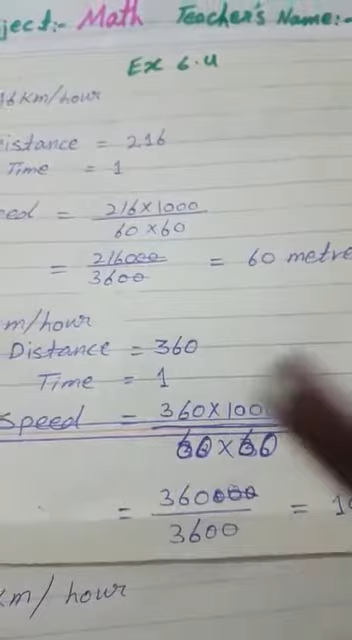 ject:- Math Teacher's Name:-
Ex 6.4
16 Km/hour
istance = 216
Time = 1
eed = 216 × 1000 / 60 × 60
= 216000 / 3600 = 60 metre
m/hour
Distance = 360
Time = 1
Speed = 360 × 100 / 60 × 60
= 360000 / 3600 = 1
km/hour